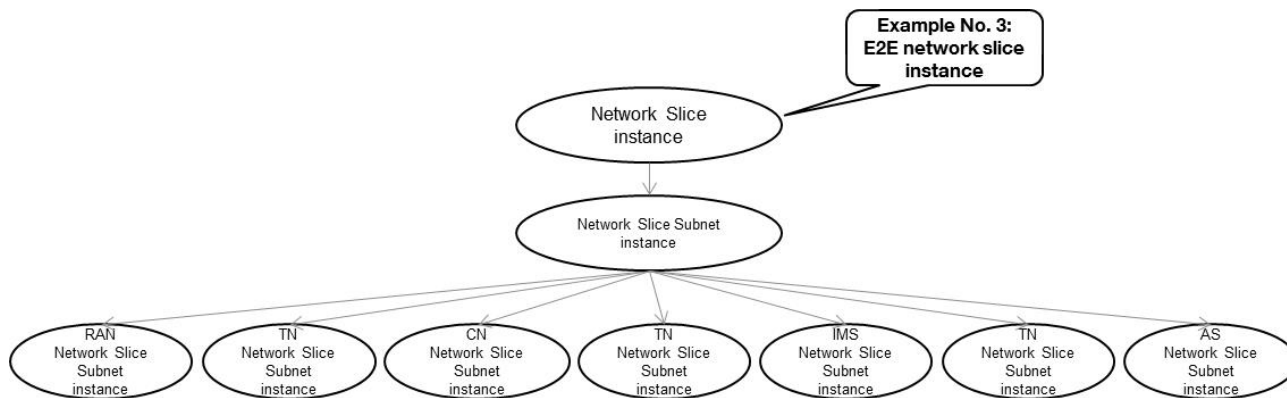 Example No. 3:
E2E network slice
instance
Network Slice
instance
Network Slice Subnet
instance
RAN
Network Slice
Subnet
instance
TN
Network Slice
Subnet
instance
CN
Network Slice
Subnet
instance
TN
Network Slice
Subnet
instance
IMS
Network Slice
Subnet
instance
TN
Network Slice
Subnet
instance
AS
Network Slice
Subnet
instance